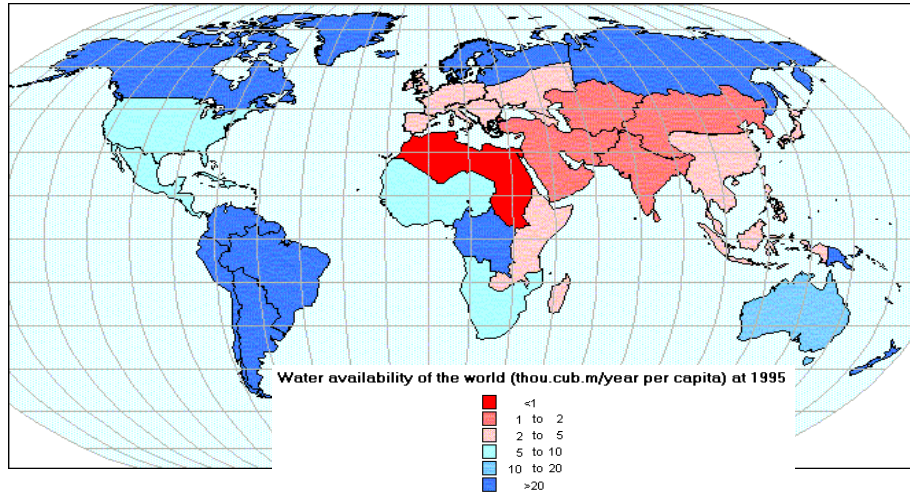 Water availability of the world (thou.cub.m/year per capita) at 1995
<1
1 to 2
2 to 5
5 to 10
10 to 20
>20